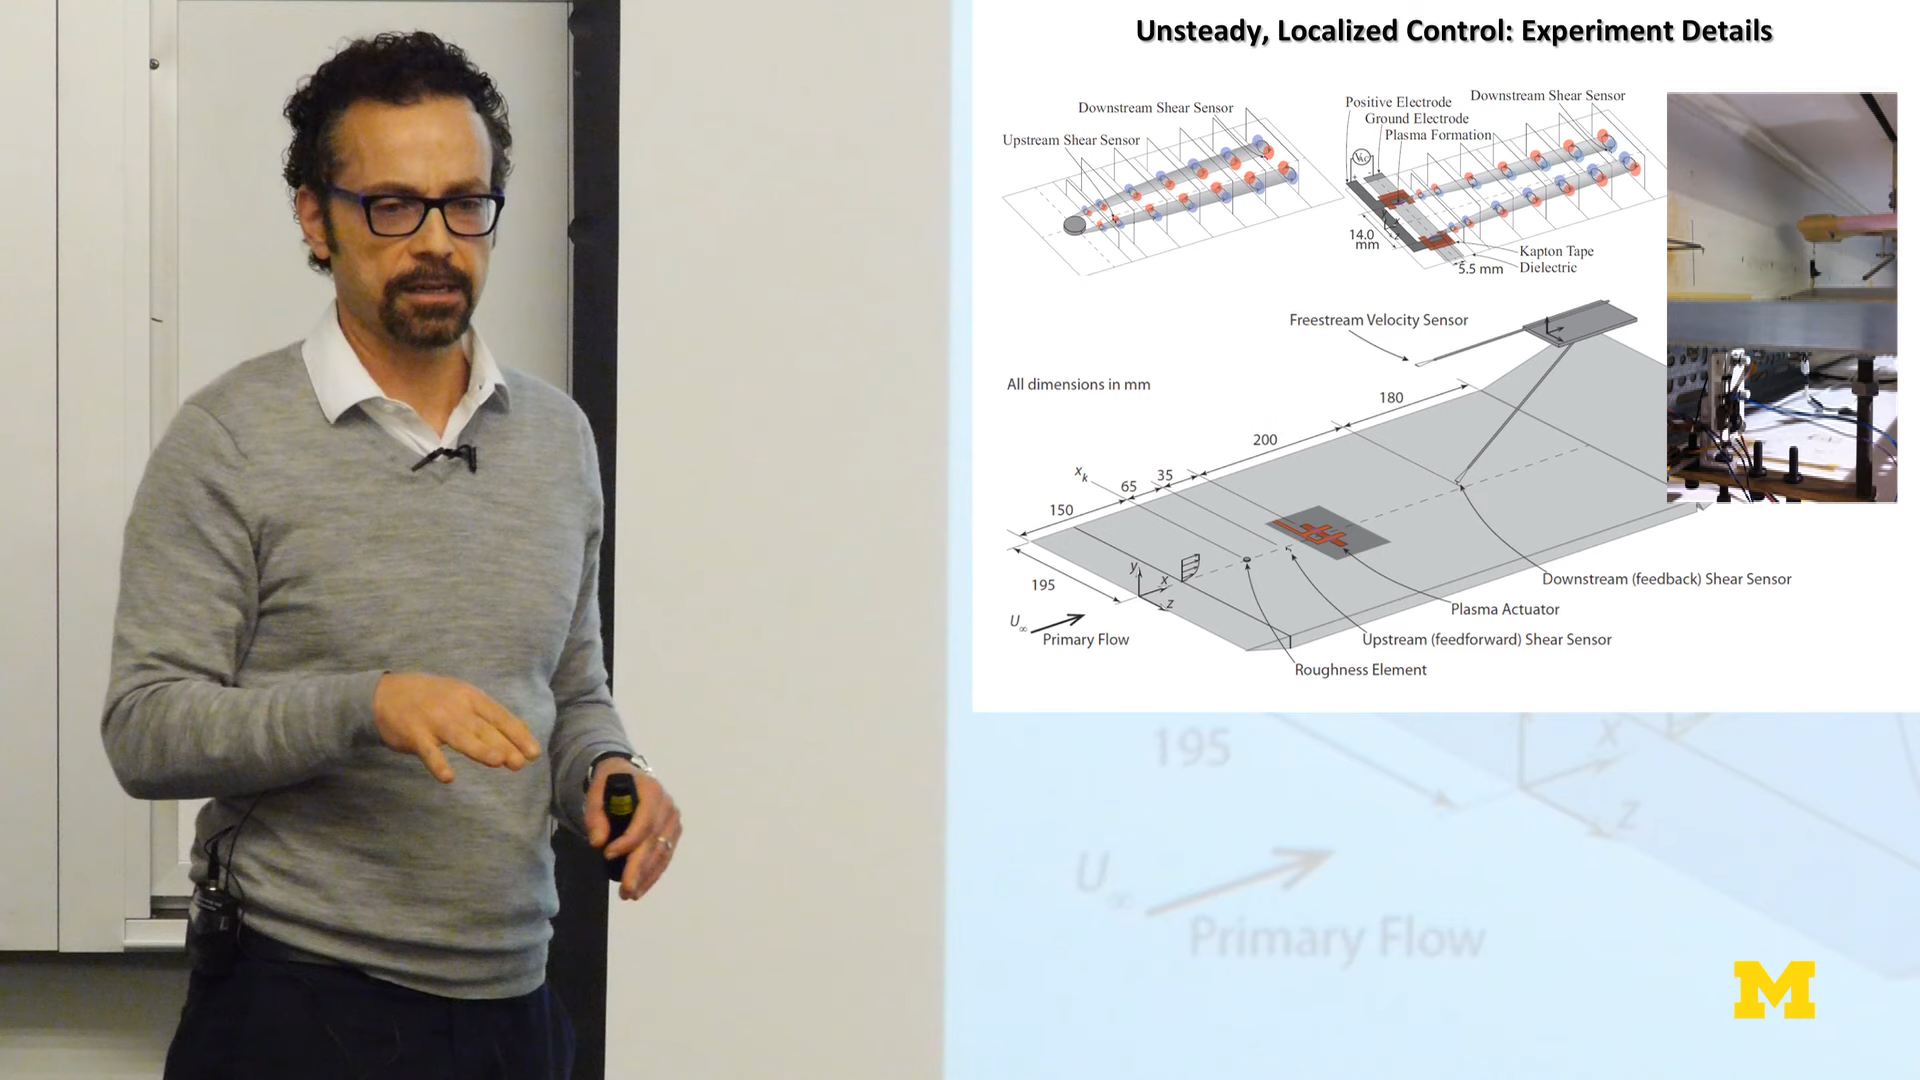 Unsteady, Localized Control: Experiment Details
Downstream Shear Sensor
Upstream Shear Sensor
Positive Electrode
Ground Electrode
Plasma Formation
Downstream Shear Sensor
14.0
mm
5.5 mm
Kapton Tape
Dielectric
Freestream Velocity Sensor
All dimensions in mm
180
200
35
65
xk
150
195
y
x
z
U∞
Primary Flow
Downstream (feedback) Shear Sensor
Plasma Actuator
Upstream (feedforward) Shear Sensor
Roughness Element
195
x
z
U∞
Primary Flow
M